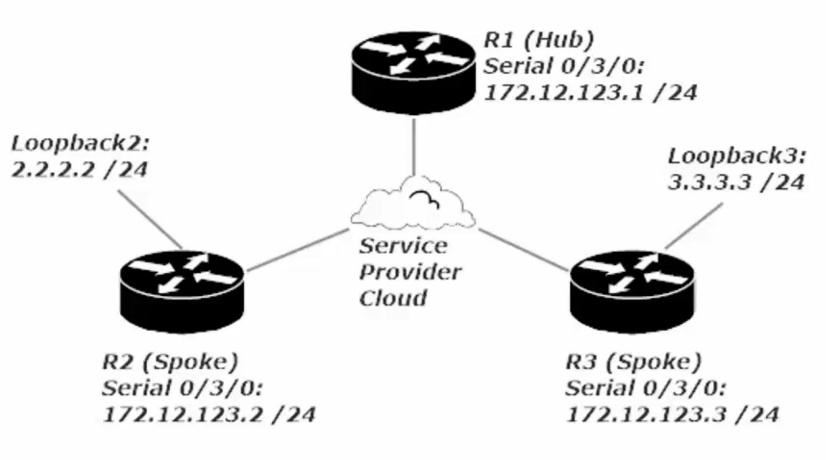 R1 (Hub)
Serial 0/3/0:
172.12.123.1 /24
Loopback2:
2.2.2.2 /24
Loopback3:
3.3.3.3 /24
Service
Provider
Cloud
R2 (Spoke)
Serial 0/3/0:
172.12.123.2 /24
R3 (Spoke)
Serial 0/3/0:
172.12.123.3 /24